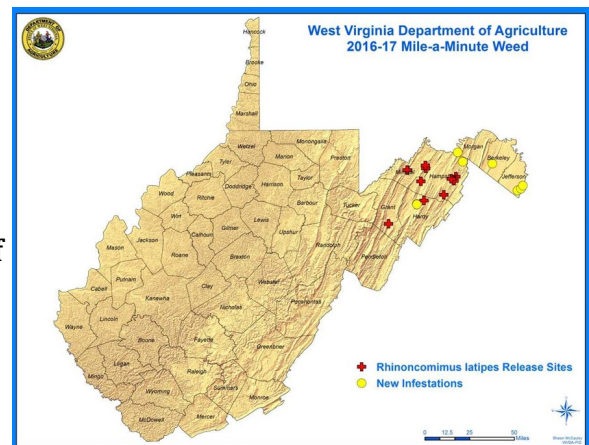 West Virginia Department of Agriculture
2016-17 Mile-a-Minute Weed
DEPARTMENT OF
AGRICULTURE
Hancock
Brooke
Ohio
Marshall
Wetzel
Monongalia
Morgan
Marion
Preston
Berkeley
Tyler
Pleasants
Jefferson
Taylor
Doddridge
Harrison
Wood
Ritchie
Barbour
Tucker
Grant
Wirt
Hardy
Lewis
Gilmer
Jackson
Calhoun
Upshur
Mason
Randolph
Roane
Braxton
Pendleton
Putnam
Clay
Webster
Cabell
Kanawha
Nicholas
Pocahontas
Lincoln
Wayne
Boone
Fayette
Greenbrier
Logan
Mingo
Raleigh
Wyoming
Summers
Monroe
McDowell
Mercer
Rhinoncomimus latipes Release Sites
New Infestations
0 12.5 25 50
Miles
f